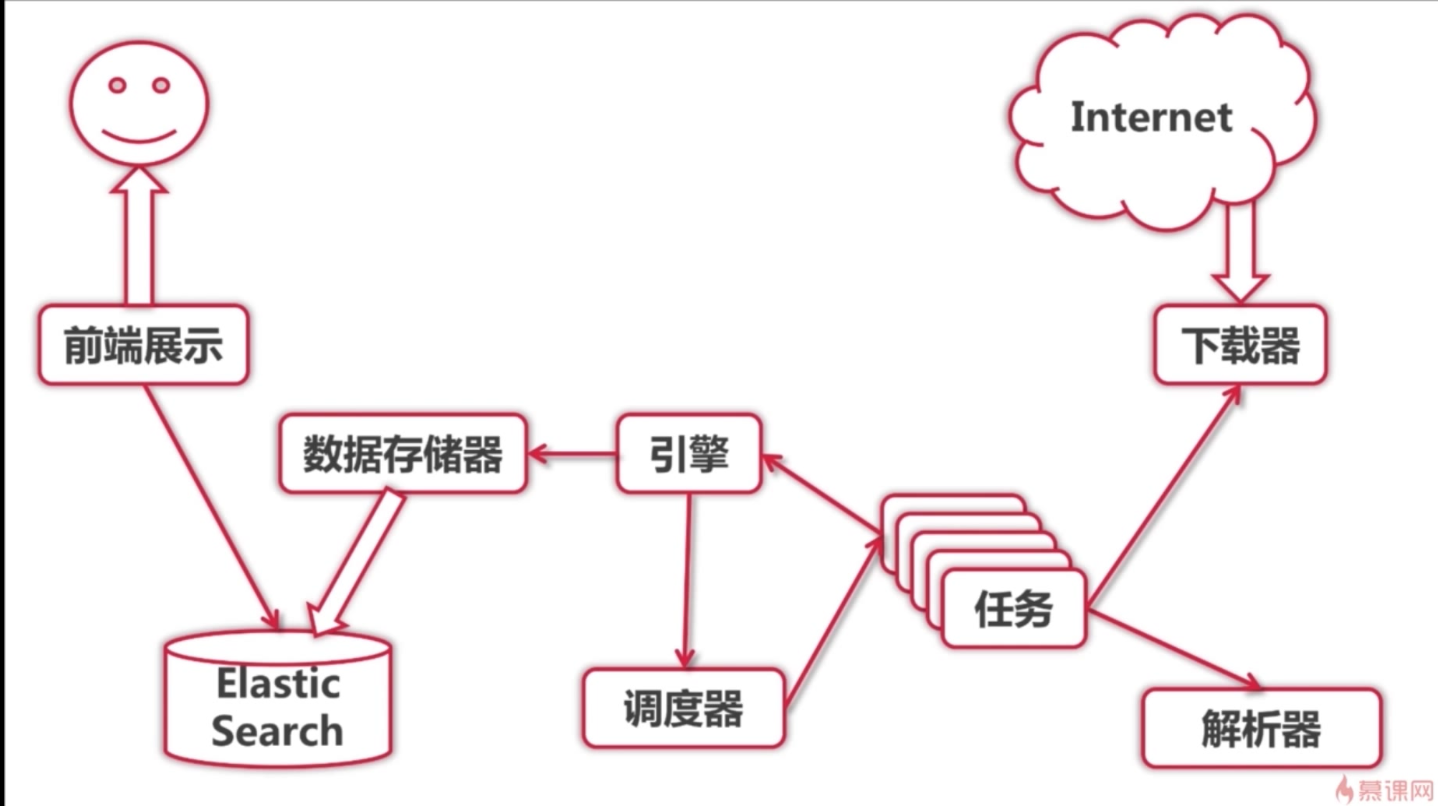 Internet
前端展示
下载器
数据存储器
引擎
任务
Elastic
Search
调度器
解析器
慕课网